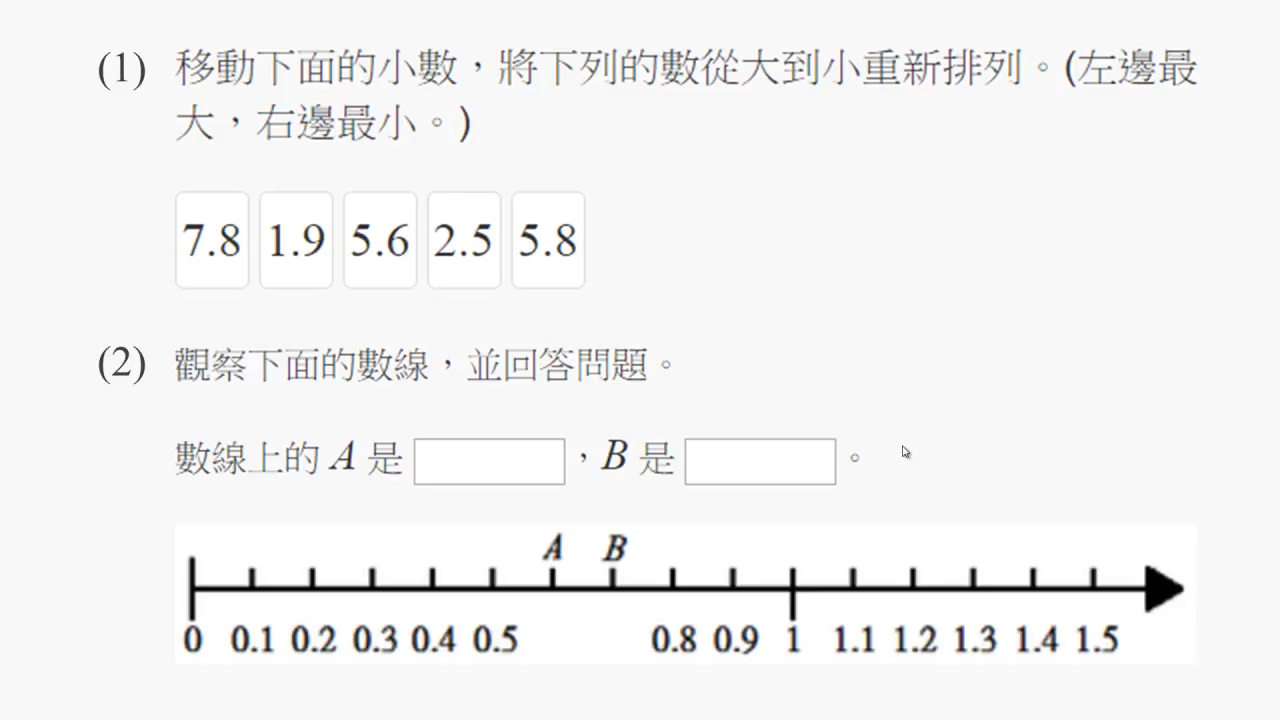 (1) 移動下面的小數，將下列的數從大到小重新排列。(左邊最
大，右邊最小。)
7.8 1.9 5.6 2.5 5.8
(2) 觀察下面的數線，並回答問題。
數線上的 A 是 ，B 是 。
A B
0 0.1 0.2 0.3 0.4 0.5 0.8 0.9 1 1.1 1.2 1.3 1.4 1.5